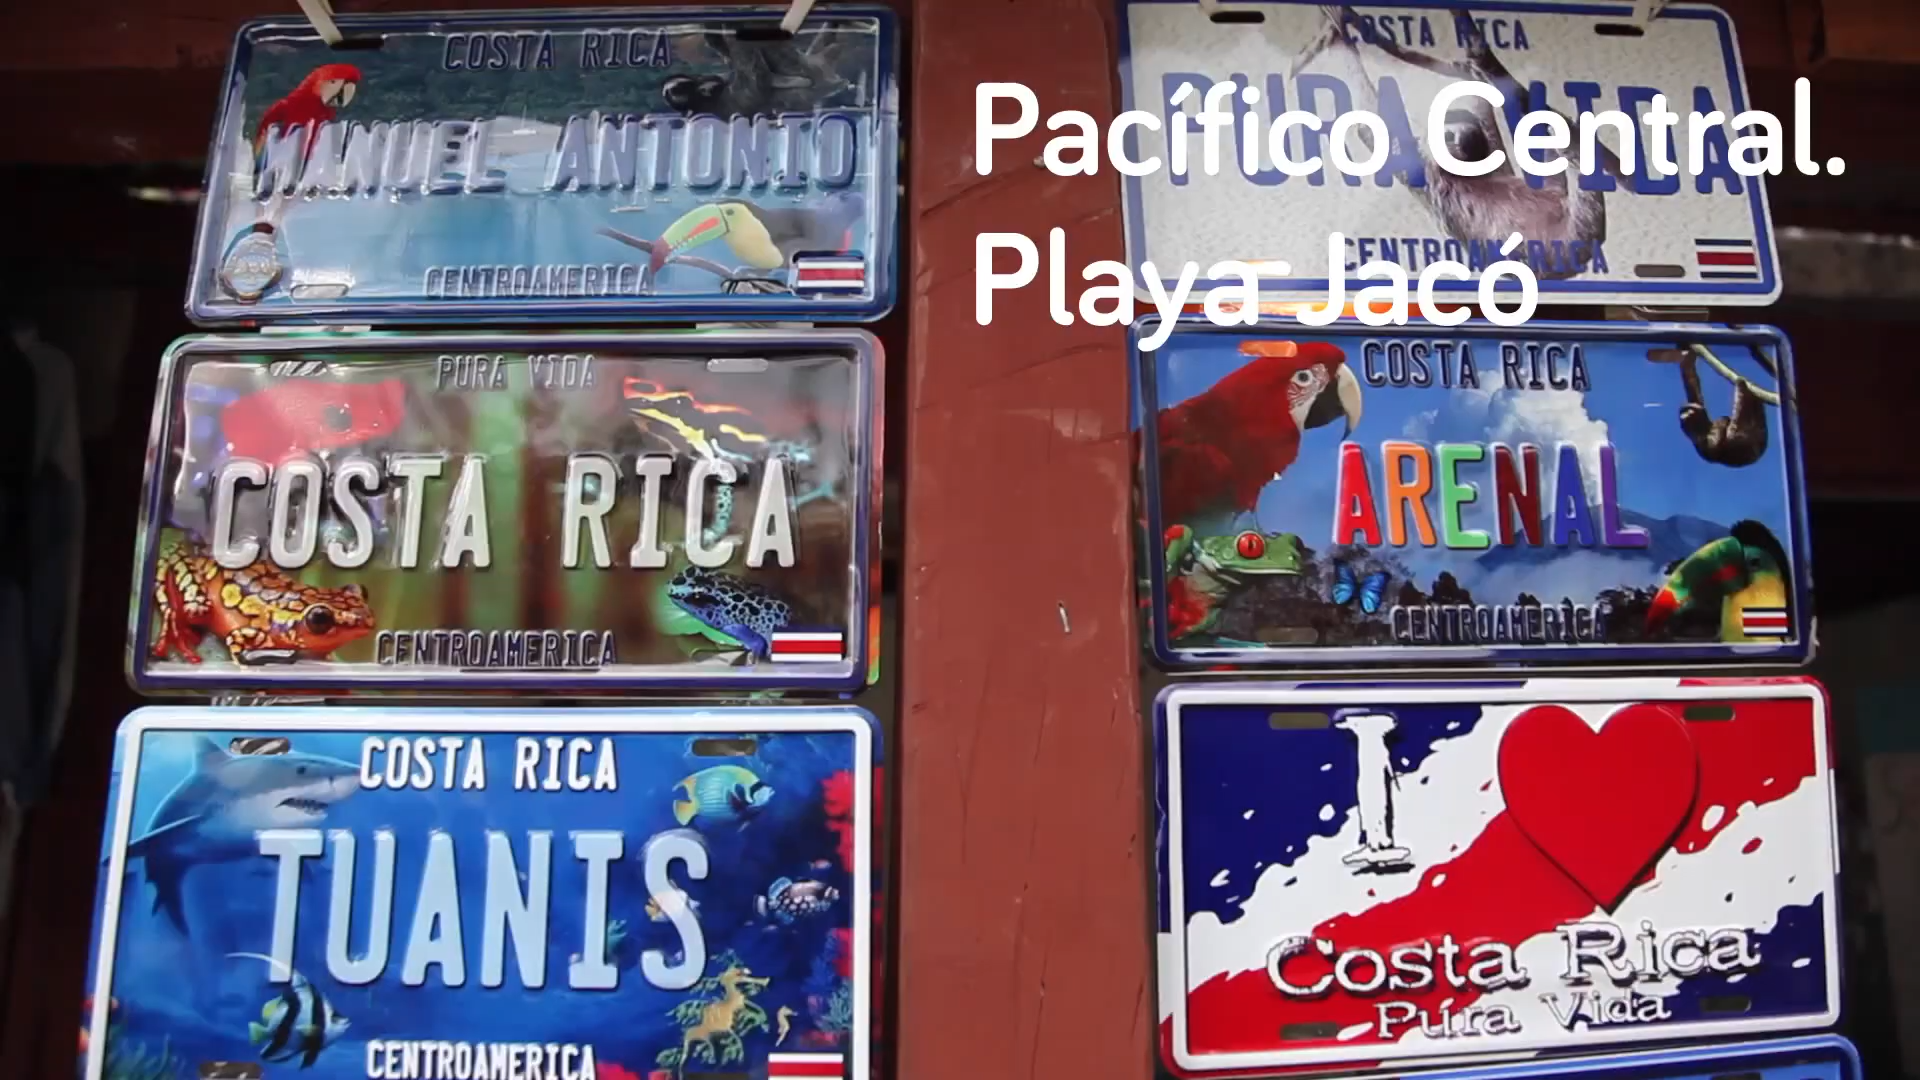 COSTA RICA
MANUEL ANTONIO
CENTROAMERICA
PURA VIDA
COSTA RICA
CENTROAMERICA
COSTA RICA
TUANIS
CENTROAMERICA
Pacífico Central.
Playa Jacó
COSTA RICA
PURA VIDA
CENTROAMERICA
COSTA RICA
ARENAL
CENTROAMERICA
I
Costa Rica
Pura Vida